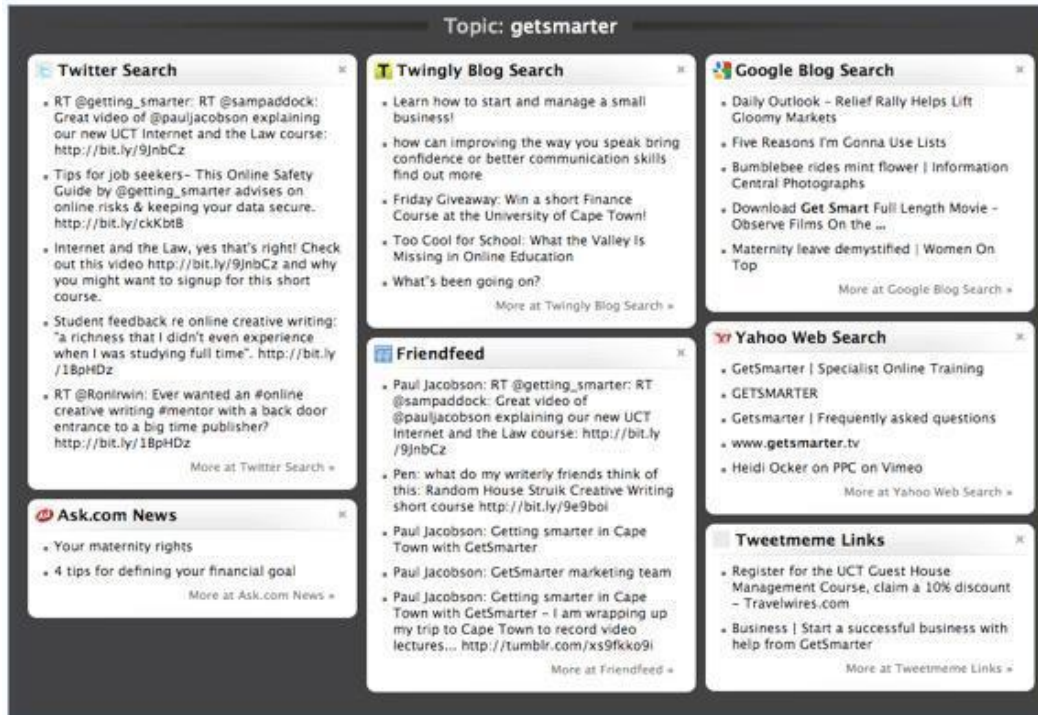 Topic: getsmarter
Twitter Search
RT @getting_smarter: RT @sampaddock:
Great video of @pauljacobson explaining
our new UCT Internet and the Law course:
http://bit.ly/9JnbCz
Tips for job seekers– This Online Safety
Guide by @getting_smarter advises on
online risks & keeping your data secure.
http://bit.ly/ckKbtB
Internet and the Law, yes that's right! Check
out this video http://bit.ly/9JnbCz and why
you might want to signup for this short
course.
Student feedback re online creative writing:
"a richness that I didn't even experience
when I was studying full time". http://bit.ly
/1BpHDz
RT @RonIrwin: Ever wanted an #online
creative writing #mentor with a back door
entrance to a big time publisher?
http://bit.ly/1BpHDz
More at Twitter Search »
Ask.com News
Your maternity rights
4 tips for defining your financial goal
More at Ask.com News »
Twingly Blog Search
Learn how to start and manage a small
business!
how can improving the way you speak bring
confidence or better communication skills
find out more
Friday Giveaway: Win a short Finance
Course at the University of Cape Town!
Too Cool for School: What the Valley Is
Missing in Online Education
What's been going on?
More at Twingly Blog Search »
Friendfeed
Paul Jacobson: RT @getting_smarter: RT
@sampaddock: Great video of
@pauljacobson explaining our new UCT
Internet and the Law course: http://bit.ly
/9JnbCz
Pen: what do my writerly friends think of
this: Random House Struik Creative Writing
short course http://bit.ly/9e9boi
Paul Jacobson: Getting smarter in Cape
Town with GetSmarter
Paul Jacobson: GetSmarter marketing team
Paul Jacobson: Getting smarter in Cape
Town with GetSmarter – I am wrapping up
my trip to Cape Town to record video
lectures... http://tumblr.com/xs9fkko9i
More at Friendfeed »
Google Blog Search
Daily Outlook – Relief Rally Helps Lift
Gloomy Markets
Five Reasons I'm Gonna Use Lists
Bumblebee rides mint flower | Information
Central Photographs
Download Get Smart Full Length Movie –
Observe Films On the ...
Maternity leave demystified | Women On
Top
More at Google Blog Search »
Yahoo Web Search
GetSmarter | Specialist Online Training
GETSMARTER
Getsmarter | Frequently asked questions
www.getsmarter.tv
Heidi Ocker on PPC on Vimeo
More at Yahoo Web Search »
Tweetmeme Links
Register for the UCT Guest House
Management Course, claim a 10% discount
– Travelwires.com
Business | Start a successful business with
help from GetSmarter
More at Tweetmeme Links »